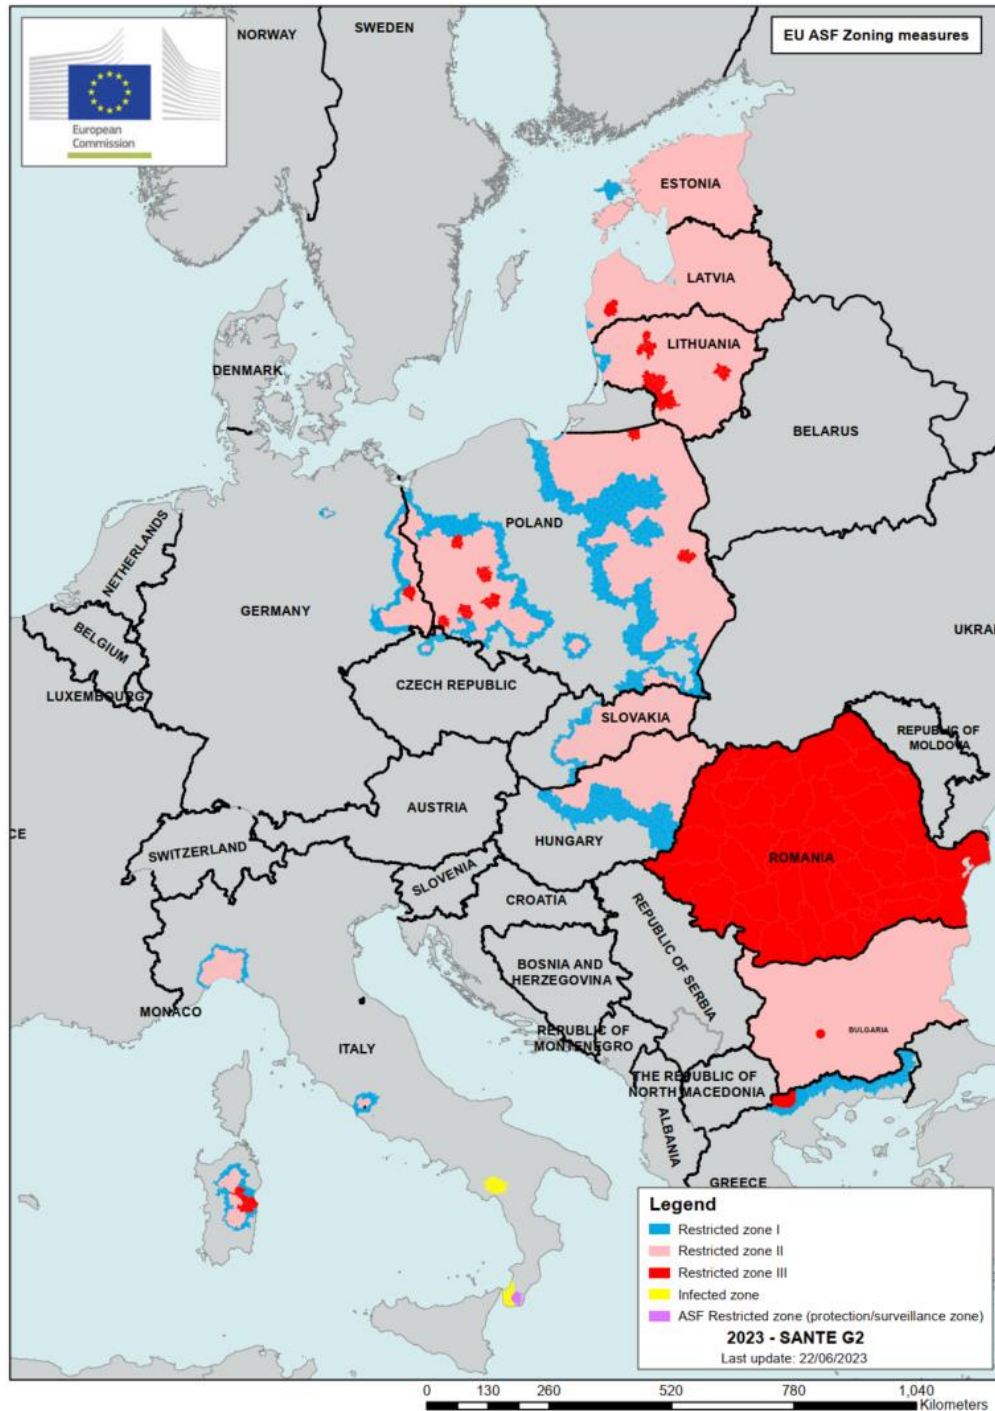 NORWAY
SWEDEN
EU ASF Zoning measures
European
Commission
ESTONIA
LATVIA
LITHUANIA
DENMARK
BELARUS
NETHERLANDS
POLAND
GERMANY
BELGIUM
UKRAI
LUXEMBOURG
CZECH REPUBLIC
SLOVAKIA
REPUBLIC OF
MOLDOVA
AUSTRIA
CE
HUNGARY
SWITZERLAND
ROMANIA
SLOVENIA
CROATIA
REPUBLIC OF SERBIA
BOSNIA AND
HERZEGOVINA
MONACO
BULGARIA
REPUBLIC OF
MONTENEGRO
ITALY
THE REPUBLIC OF
NORTH MACEDONIA
ALBANIA
GREECE
Legend
Restricted zone I
Restricted zone II
Restricted zone III
Infected zone
ASF Restricted zone (protection/surveillance zone)
2023 - SANTE G2
Last update: 22/06/2023
0 130 260 520 780 1,040
Kilometers